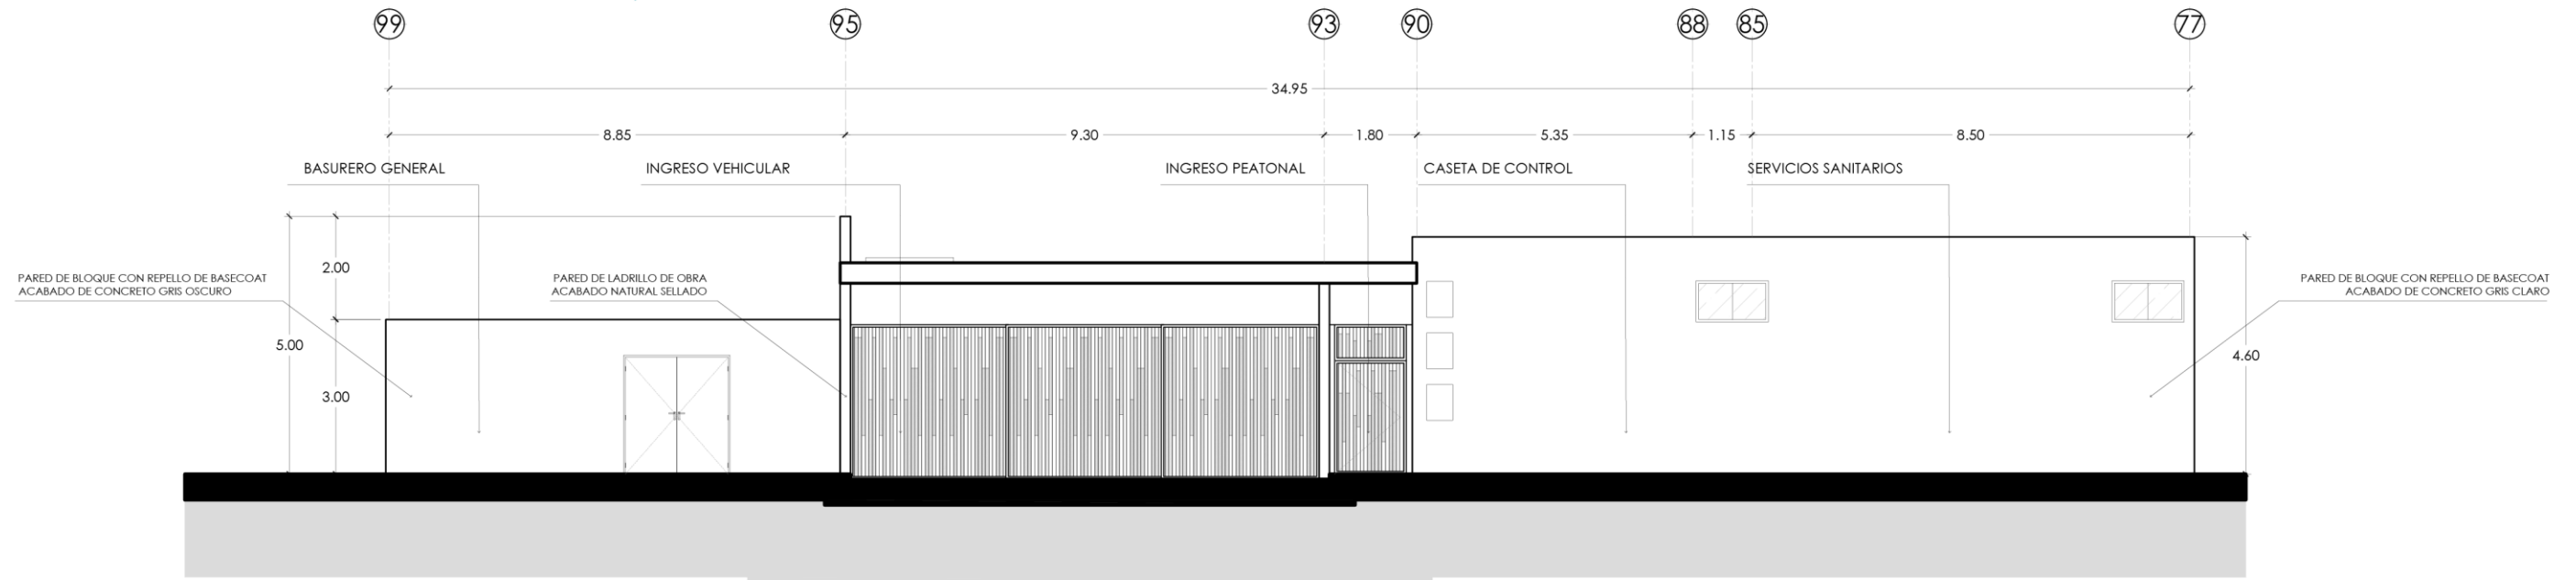 99 95 93 90 88 85 77
34.95
8.85 9.30 1.80 5.35 1.15 8.50
BASURERO GENERAL
INGRESO VEHICULAR
INGRESO PEATONAL
CASETA DE CONTROL
SERVICIOS SANITARIOS
2.00
PARED DE BLOQUE CON REPELLO DE BASECOAT
ACABADO DE CONCRETO GRIS OSCURO
PARED DE LADRILLO DE OBRA
ACABADO NATURAL SELLADO
PARED DE BLOQUE CON REPELLO DE BASECOAT
ACABADO DE CONCRETO GRIS CLARO
5.00
4.60
3.00